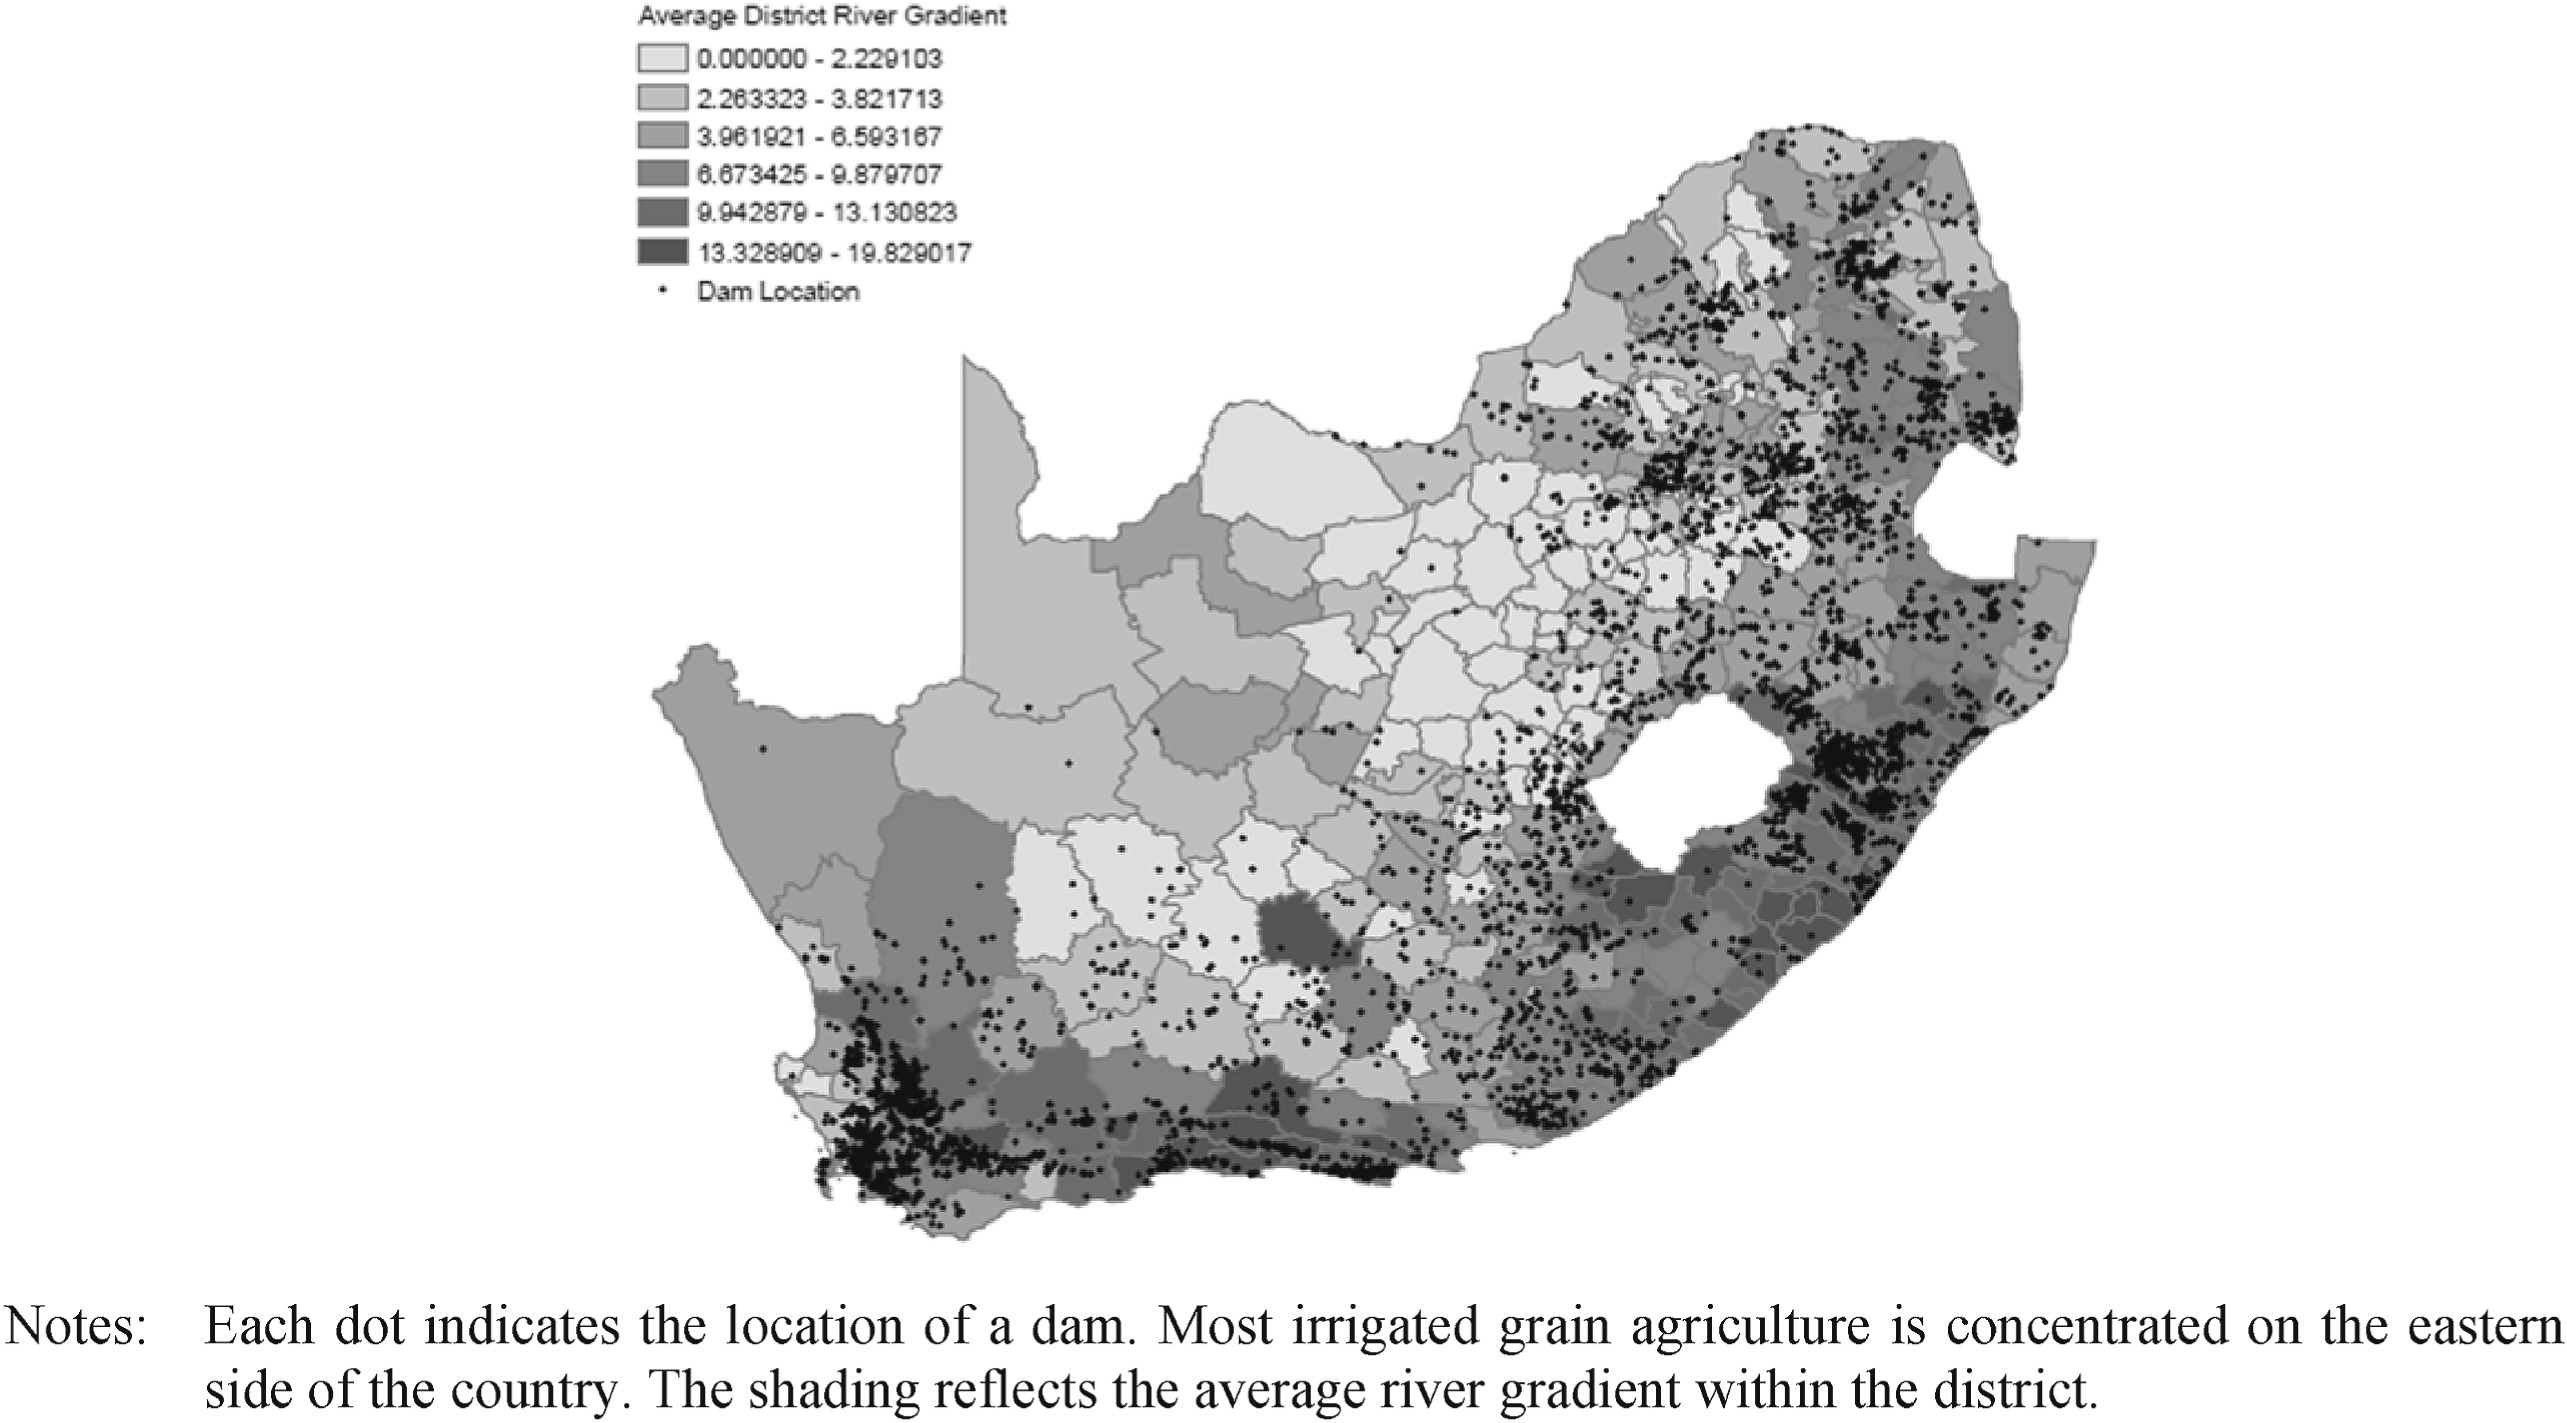 Average District River Gradient
0.000000 - 2.229103
2.263323 - 3.821713
3.961921 - 6.593167
6.673425 - 9.879707
9.942879 - 13.130823
13.328909 - 19.829017
Dam Location
Notes: Each dot indicates the location of a dam. Most irrigated grain agriculture is concentrated on the eastern
side of the country. The shading reflects the average river gradient within the district.